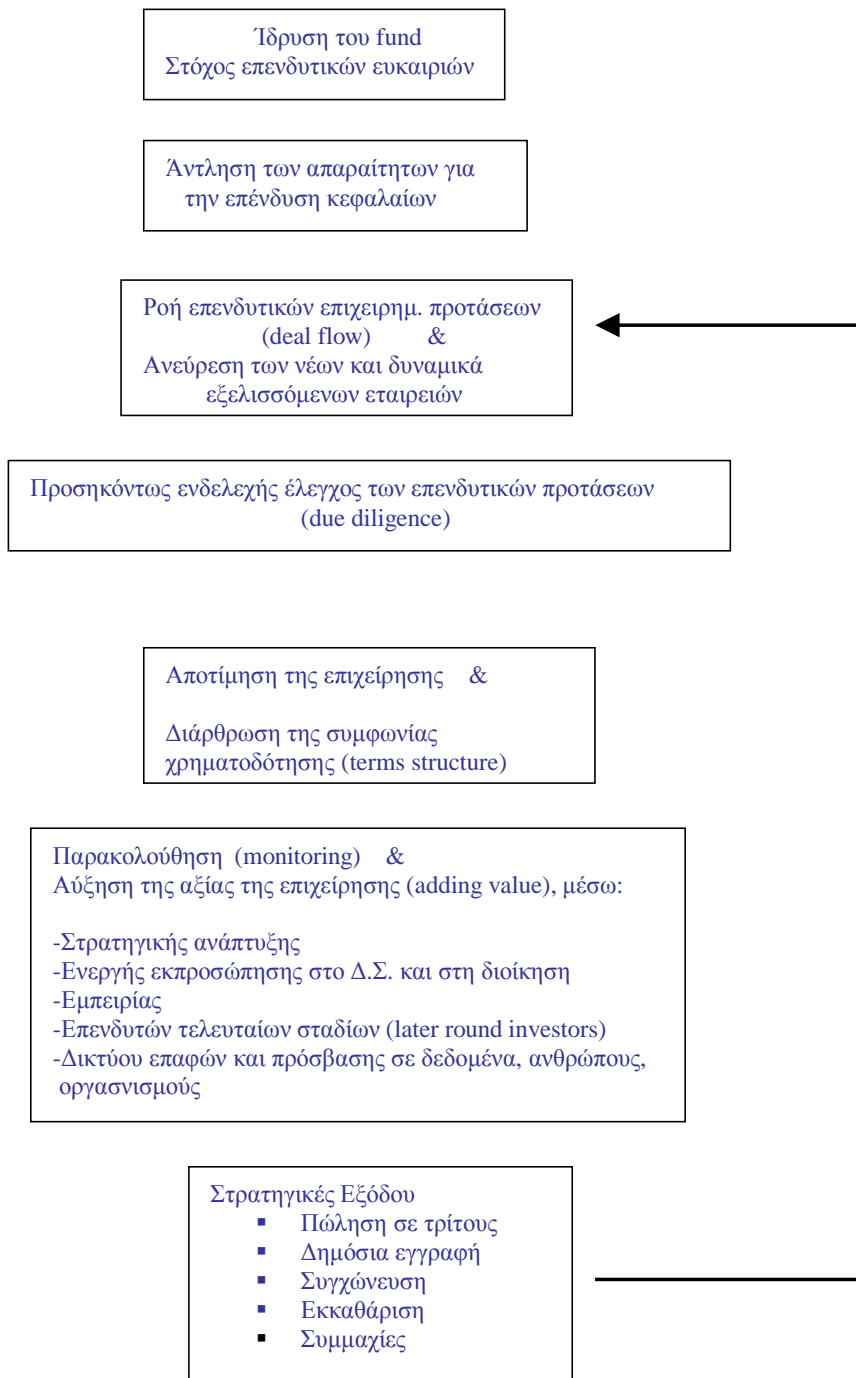 Ίδρυση του fund
Στόχος επενδυτικών ευκαιριών
Άντληση των απαραίτητων για
την επένδυση κεφαλαίων
Ροή επενδυτικών επιχειρημ. προτάσεων
(deal flow) &
Ανεύρεση των νέων και δυναμικά
εξελισσόμενων εταιρειών
Προσηκόντως ενδελεχής έλεγχος των επενδυτικών προτάσεων
(due diligence)
Αποτίμηση της επιχείρησης &
Διάρθρωση της συμφωνίας
χρηματοδότησης (terms structure)
Παρακολούθηση (monitoring) &
Αύξηση της αξίας της επιχείρησης (adding value), μέσω:
-Στρατηγικής ανάπτυξης
-Ενεργής εκπροσώπησης στο Δ.Σ. και στη διοίκηση
-Εμπειρίας
-Επενδυτών τελευταίων σταδίων (later round investors)
-Δικτύου επαφών και πρόσβασης σε δεδομένα, ανθρώπους,
οργασνισμούς
Στρατηγικές Εξόδου
▪ Πώληση σε τρίτους
▪ Δημόσια εγγραφή
▪ Συγχώνευση
▪ Εκκαθάριση
▪ Συμμαχίες